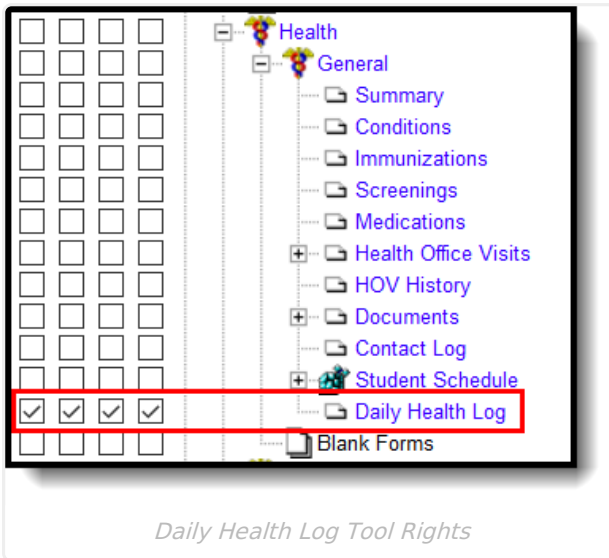 Health
General
Summary
Conditions
Immunizations
Screenings
Medications
Health Office Visits
HOV History
Documents
Contact Log
Student Schedule
Daily Health Log
Blank Forms
Daily Health Log Tool Rights